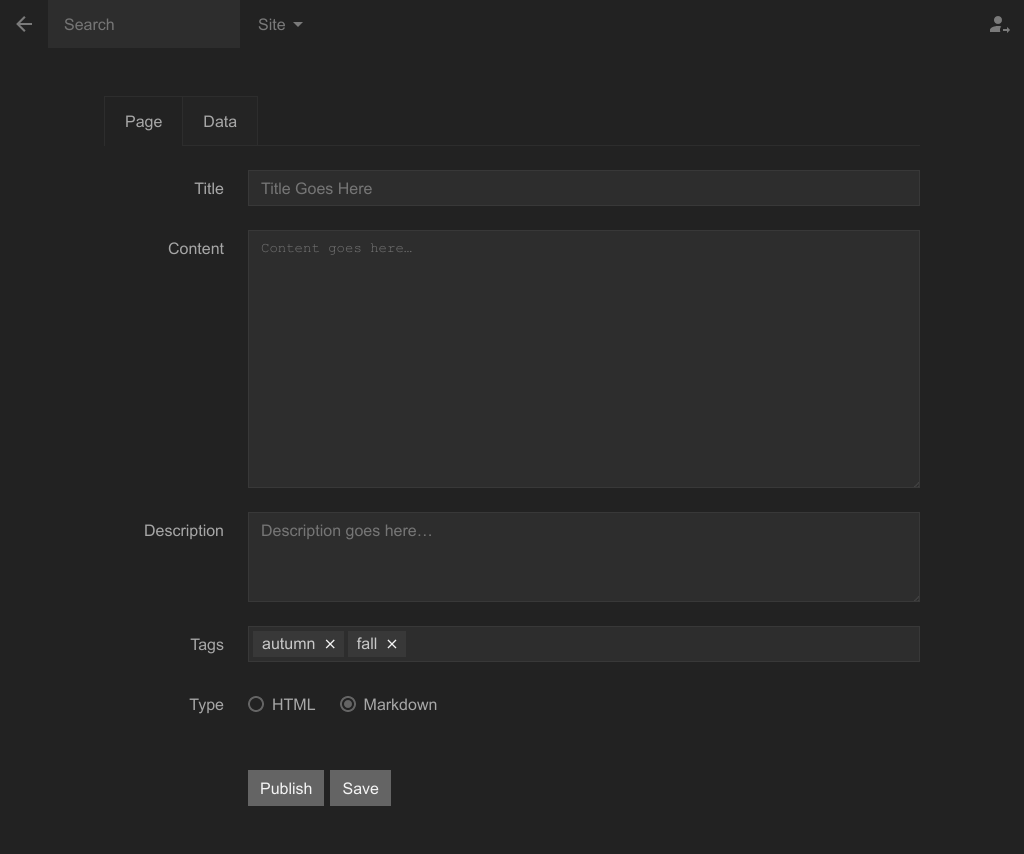 Search Site
Page Data
Title Title Goes Here
Content Content goes here…
Description Description goes here…
Tags autumn × fall ×
Type HTML Markdown
Publish Save